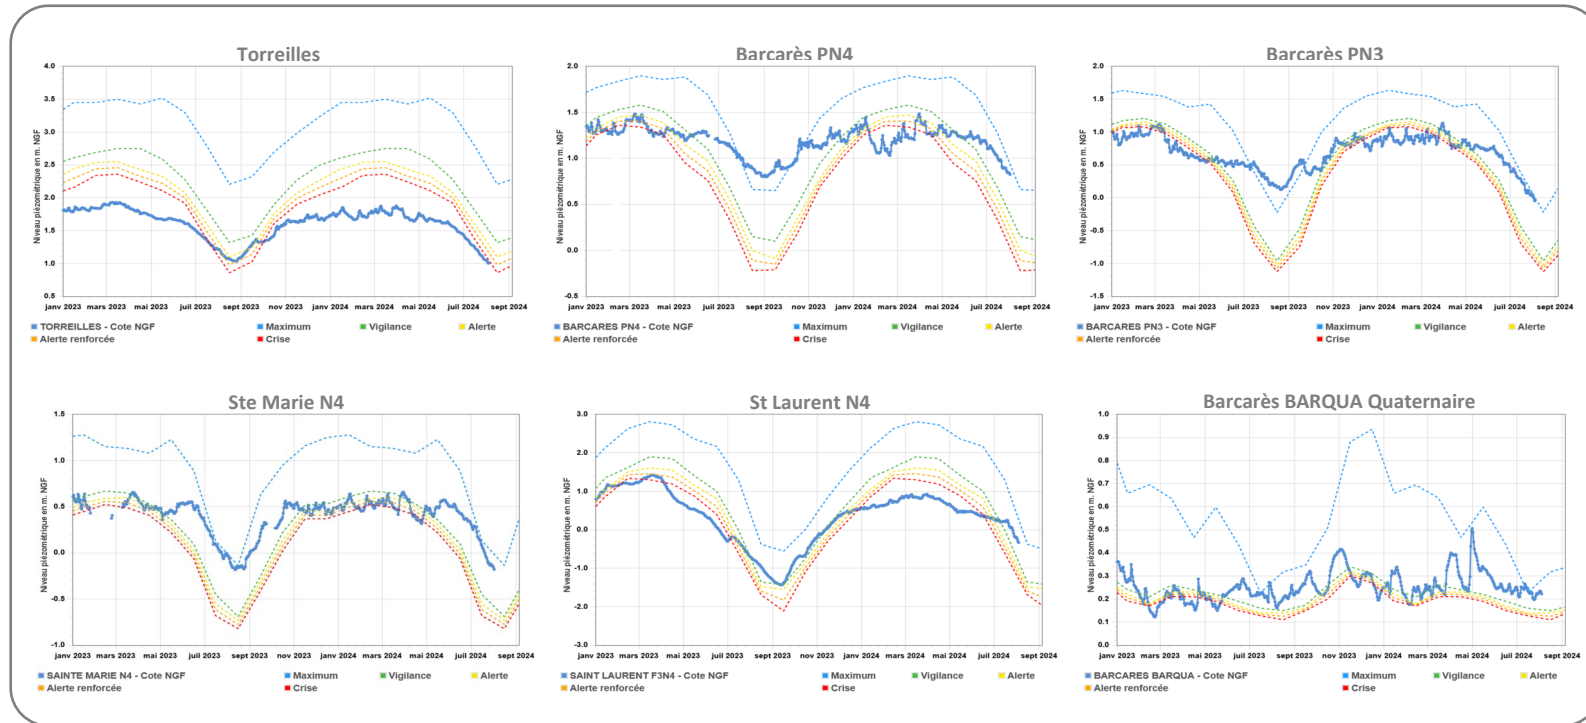 Torreilles
Niveau piézométrique en m. NGF
4.0
3.5
3.0
2.5
2.0
1.5
1.0
0.5
janv 2023 mars 2023 mai 2023 juil 2023 sept 2023 nov 2023 janv 2024 mars 2024 mai 2024 juil 2024 sept 2024
TORREILLES - Cote NGF Maximum Vigilance Alerte
Alerte renforcée Crise
Barcarès PN4
Niveau piézométrique en m. NGF
2.0
1.5
1.0
0.5
0.0
-0.5
janv 2023 mars 2023 mai 2023 juil 2023 sept 2023 nov 2023 janv 2024 mars 2024 mai 2024 juil 2024 sept 2024
BARCARES PN4 - Cote NGF Maximum Vigilance Alerte
Alerte renforcée Crise
Barcarès PN3
Niveau piézométrique en m. NGF
2.0
1.5
1.0
0.5
0.0
-0.5
-1.0
-1.5
janv 2023 mars 2023 mai 2023 juil 2023 sept 2023 nov 2023 janv 2024 mars 2024 mai 2024 juil 2024 sept 2024
BARCARES PN3 - Cote NGF Maximum Vigilance Alerte
Alerte renforcée Crise
Ste Marie N4
Niveau piézométrique en m. NGF
1.5
1.0
0.5
0.0
-0.5
-1.0
janv 2023 mars 2023 mai 2023 juil 2023 sept 2023 nov 2023 janv 2024 mars 2024 mai 2024 juil 2024 sept 2024
SAINTE MARIE N4 - Cote NGF Maximum Vigilance Alerte
Alerte renforcée Crise
St Laurent N4
Niveau piézométrique en m. NGF
3.0
2.0
1.0
0.0
-1.0
-2.0
-3.0
janv 2023 mars 2023 mai 2023 juil 2023 sept 2023 nov 2023 janv 2024 mars 2024 mai 2024 juil 2024 sept 2024
SAINT LAURENT F3N4 - Cote NGF Maximum Vigilance Alerte
Alerte renforcée Crise
Barcarès BARQUA Quaternaire
Niveau piézométrique en m. NGF
1.0
0.9
0.8
0.7
0.6
0.5
0.4
0.3
0.2
0.1
0.0
janv 2023 mars 2023 mai 2023 juil 2023 sept 2023 nov 2023 janv 2024 mars 2024 mai 2024 juil 2024 sept 2024
BARCARES BARQUA - Cote NGF Maximum Vigilance Alerte
Alerte renforcée Crise